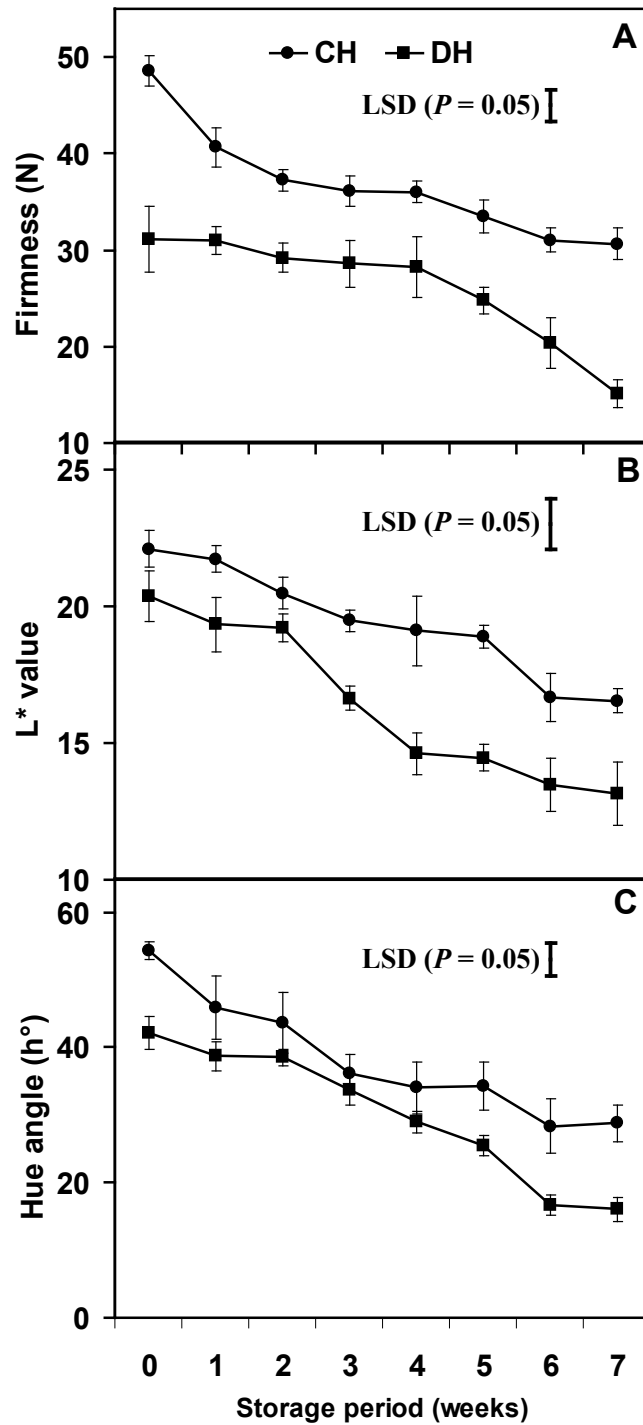 A
CH DH
50
LSD (P = 0.05)
40
30
20
10
Firmness (N)
B
25
LSD (P = 0.05)
20
15
10
L* value
C
60
LSD (P = 0.05)
40
20
0
Hue angle (h°)
0 1 2 3 4 5 6 7
Storage period (weeks)